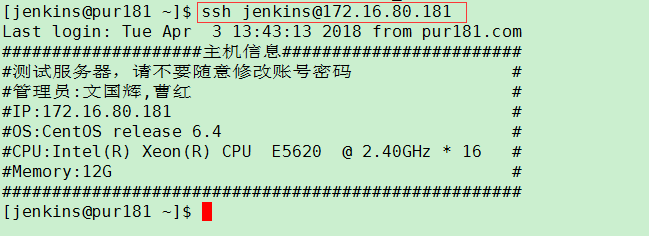 [jenkins@pur181 ~]$ ssh jenkins@172.16.80.181
Last login: Tue Apr  3 13:43:13 2018 from pur181.com
####################主机信息########################
#测试服务器，请不要随意修改账号密码                 #
#管理员:文国辉,曹红                                 #
#IP:172.16.80.181                                   #
#OS:CentOS release 6.4                              #
#CPU:Intel(R) Xeon(R) CPU  E5620  @ 2.40GHz * 16   #
#Memory:12G                                         #
####################################################
[jenkins@pur181 ~]$